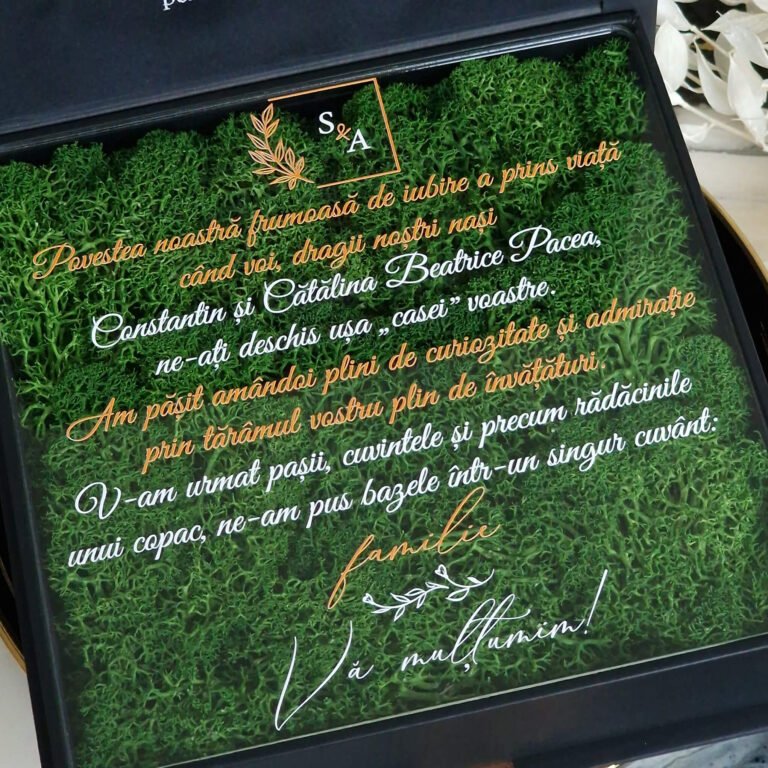 S&A
Povestea noastră frumoasă de iubire a prins viață
când voi, dragii noștri nași
Constantin și Cătălina Beatrice Pacea,
ne-ați deschis ușa „casei” voastre.
Am pășit amândoi plini de curiozitate și admirație
prin tărâmul vostru plin de învățături.
V-am urmat pașii, cuvintele și precum rădăcinile
unui copac, ne-am pus bazele într-un singur cuvânt:
familie
Vă mulțumim!